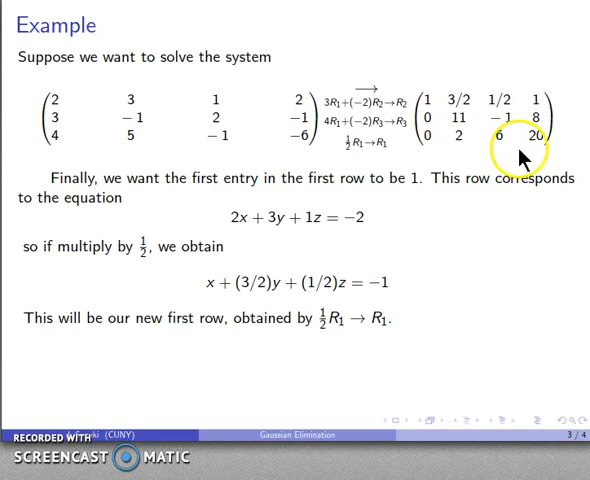 Example
Suppose we want to solve the system
2 3 1 2
3 −1 2 −1
4 5 −1 −6
3R1+(−2)R2→R2
4R1+(−2)R3→R3
½R1→R1
1 3/2 1/2 1
0 11 −1 8
0 2 6 20
Finally, we want the first entry in the first row to be 1. This row corresponds
to the equation
2x + 3y + 1z = −2
so if multiply by ½, we obtain
x + (3/2)y + (1/2)z = −1
This will be our new first row, obtained by ½R1 → R1.
(CUNY)
Gaussian Elimination
3 / 4
RECORDED WITH
SCREENCAST MATIC